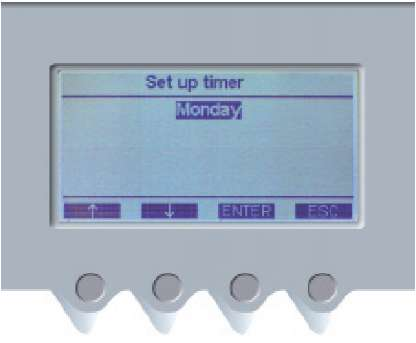 Set up timer
Monday
↑ ↓ ENTER ESC